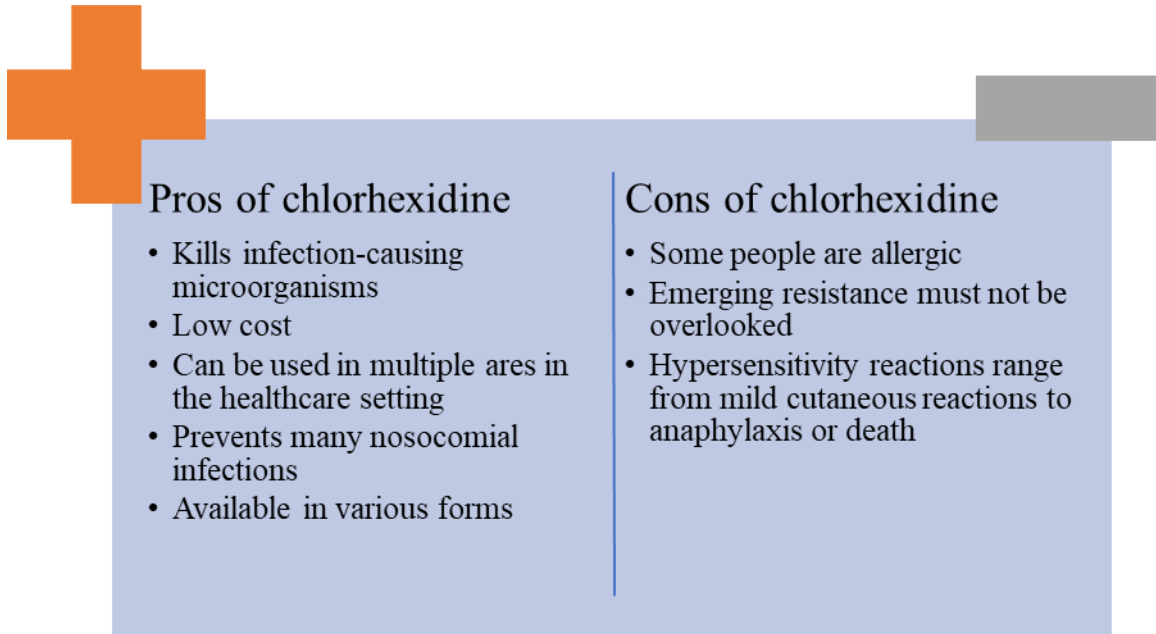 Pros of chlorhexidine
• Kills infection-causing
microorganisms
• Low cost
• Can be used in multiple ares in
the healthcare setting
• Prevents many nosocomial
infections
• Available in various forms
Cons of chlorhexidine
• Some people are allergic
• Emerging resistance must not be
overlooked
• Hypersensitivity reactions range
from mild cutaneous reactions to
anaphylaxis or death